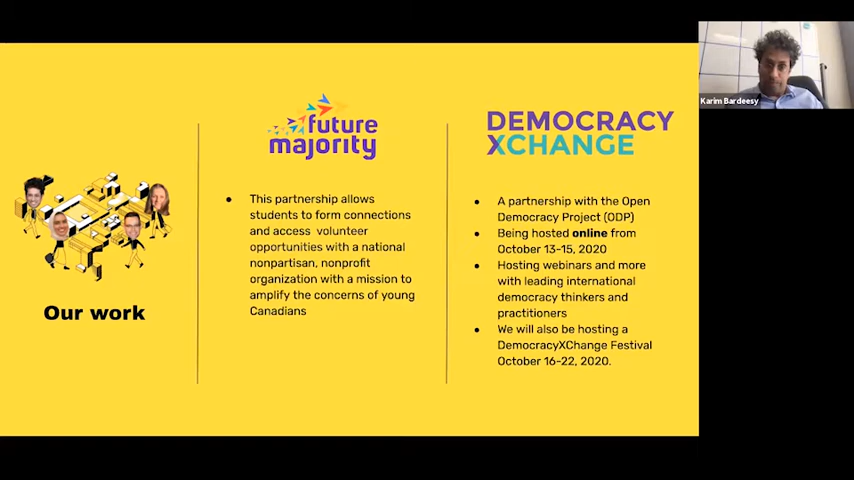 Our work
future
majority
● This partnership allows
students to form connections
and access volunteer
opportunities with a national
nonpartisan, nonprofit
organization with a mission to
amplify the concerns of young
Canadians
DEMOCRACY
XCHANGE
● A partnership with the Open
Democracy Project (ODP)
● Being hosted online from
October 13-15, 2020
● Hosting webinars and more
with leading international
democracy thinkers and
practitioners
● We will also be hosting a
DemocracyXChange Festival
October 16-22, 2020.
Karim Bardeesy